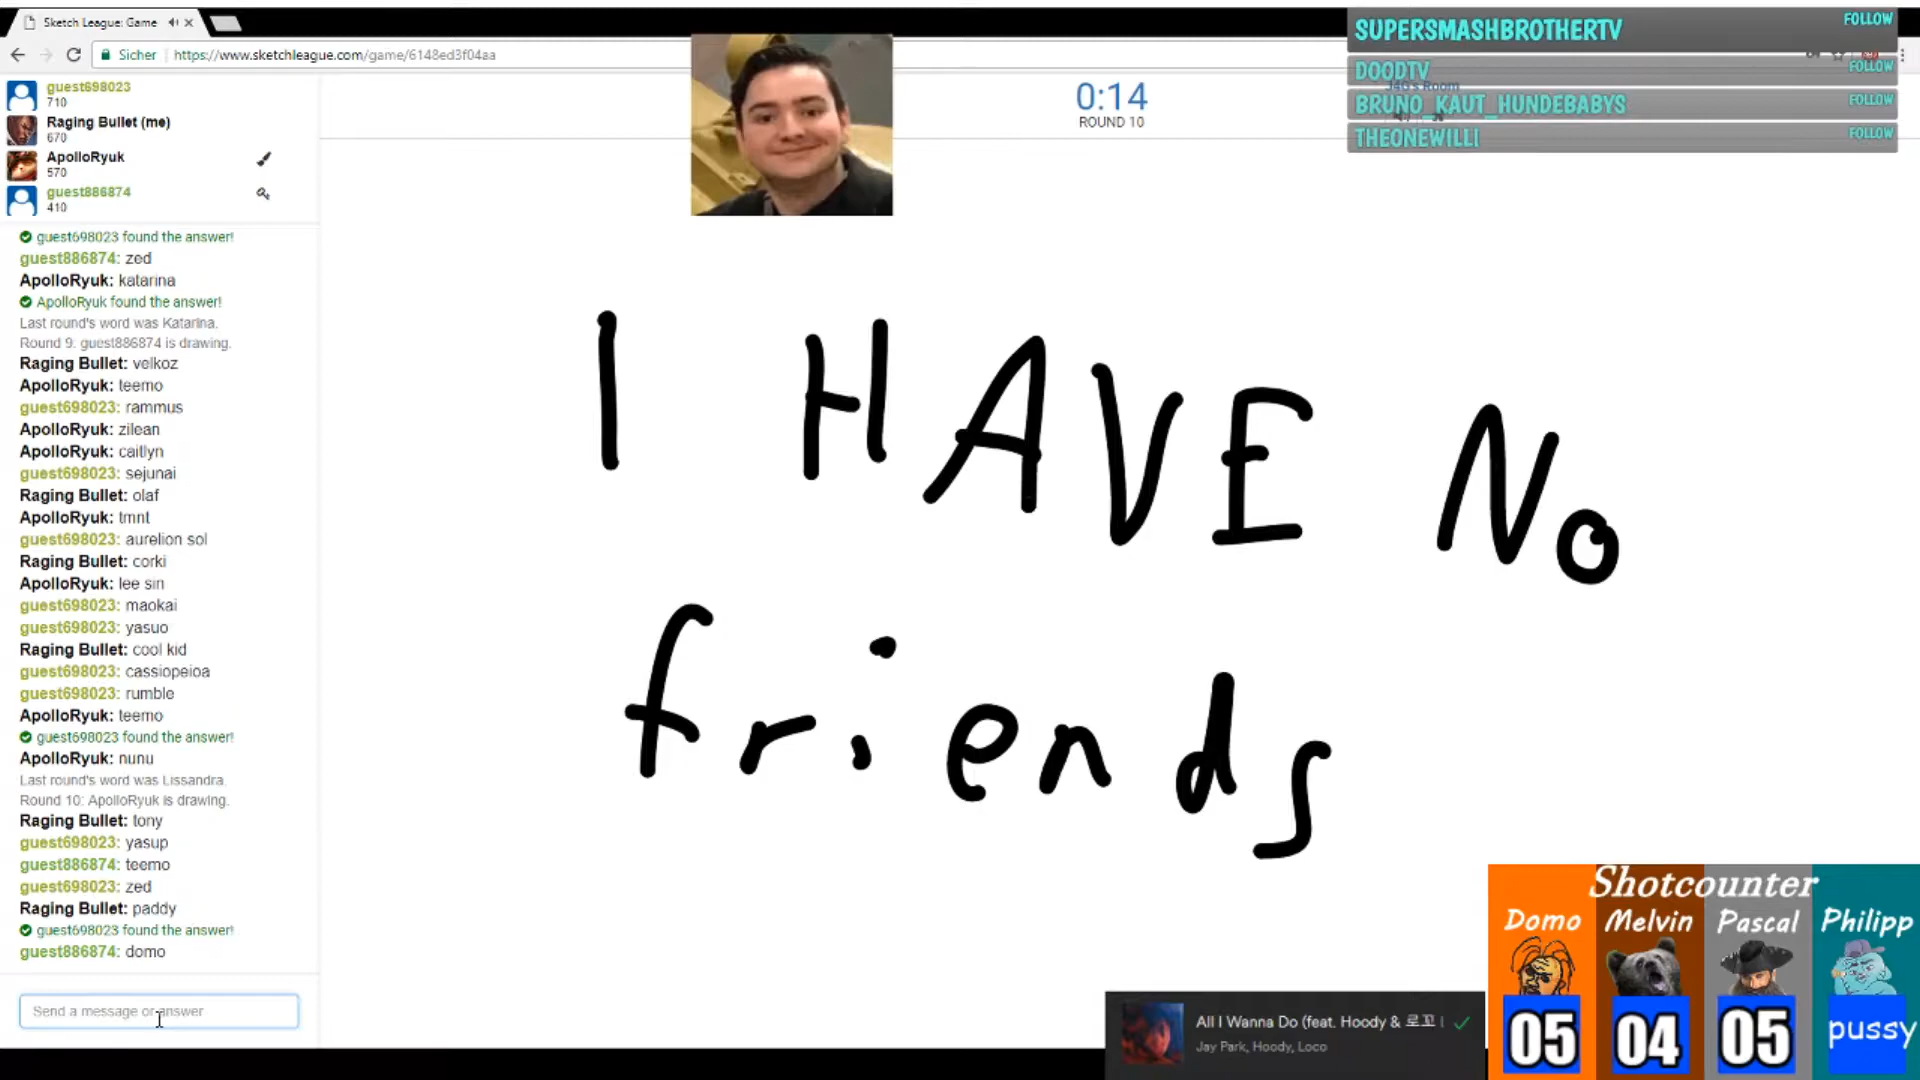 Sketch League: Game
Sicher https://www.sketchleague.com/game/6148ed3f04aa
guest698023
710
Raging Bullet (me)
670
ApolloRyuk
570
guest886874
410
guest698023 found the answer!
guest886874: zed
ApolloRyuk: katarina
ApolloRyuk found the answer!
Last round's word was Katarina.
Round 9: guest886874 is drawing.
Raging Bullet: velkoz
ApolloRyuk: teemo
guest698023: rammus
ApolloRyuk: zilean
ApolloRyuk: caitlyn
guest698023: sejunai
Raging Bullet: olaf
ApolloRyuk: tmnt
guest698023: aurelion sol
Raging Bullet: corki
ApolloRyuk: lee sin
guest698023: maokai
guest698023: yasuo
Raging Bullet: cool kid
guest698023: cassiopeioa
guest698023: rumble
ApolloRyuk: teemo
guest698023 found the answer!
ApolloRyuk: nunu
Last round's word was Lissandra.
Round 10: ApolloRyuk is drawing.
Raging Bullet: tony
guest698023: yasup
guest886874: teemo
guest698023: zed
Raging Bullet: paddy
guest698023 found the answer!
guest886874: domo
Send a message or answer
0:14
ROUND 10
SUPERSMASHBROTHERTV FOLLOW
DOODTV FOLLOW
BRUNO_KAUT_HUNDEBABYS FOLLOW
THEONEWILLI FOLLOW
I HAVE No
friends
Shotcounter
Domo Melvin Pascal Philipp
05 04 05 pussy
All I Wanna Do (feat. Hoody & 로꼬
Jay Park, Hoody, Loco